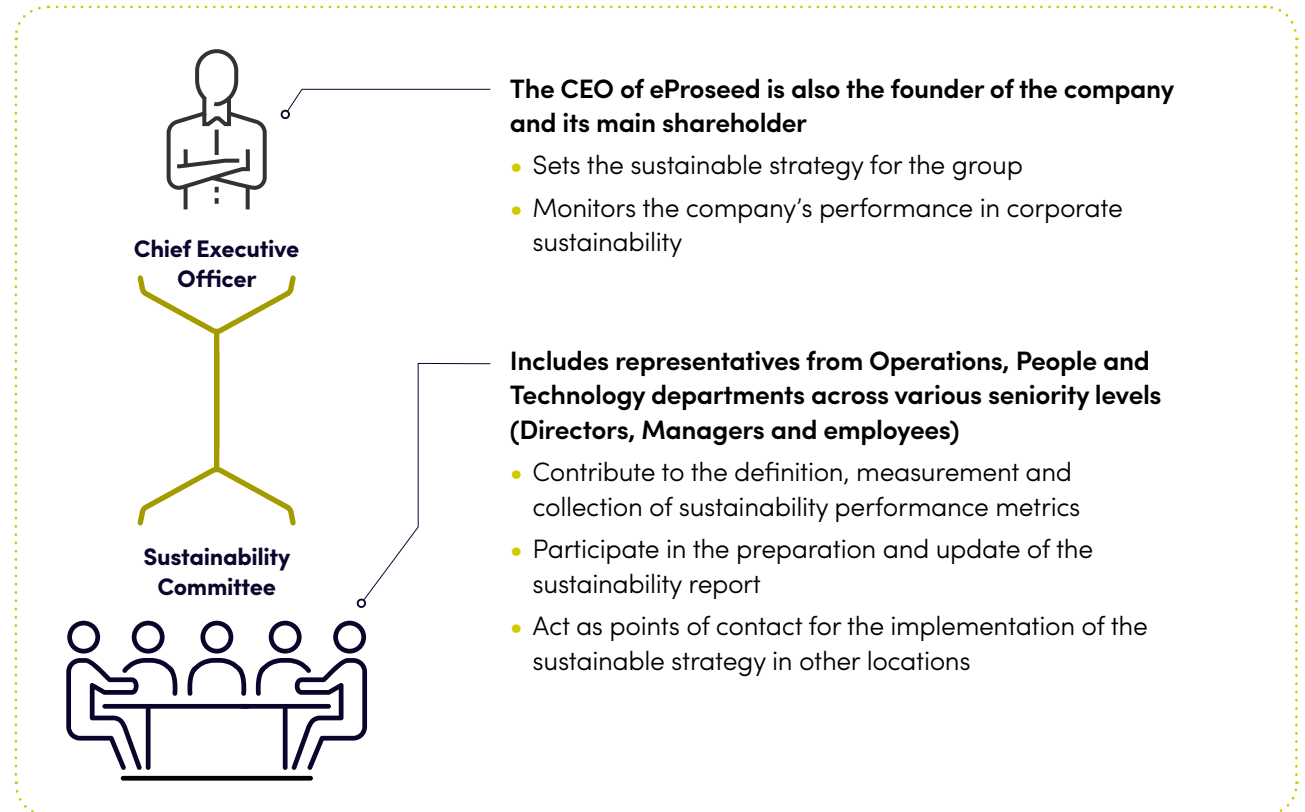 The CEO of eProseed is also the founder of the company
and its main shareholder
• Sets the sustainable strategy for the group
• Monitors the company's performance in corporate
sustainability
Chief Executive
Officer
Includes representatives from Operations, People and
Technology departments across various seniority levels
(Directors, Managers and employees)
• Contribute to the definition, measurement and
collection of sustainability performance metrics
• Participate in the preparation and update of the
sustainability report
• Act as points of contact for the implementation of the
sustainable strategy in other locations
Sustainability
Committee